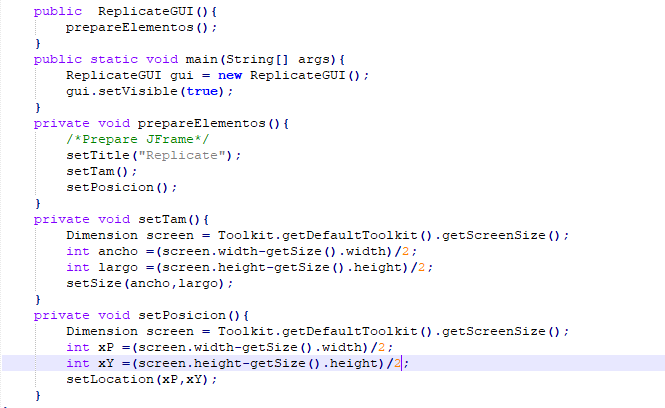 public  ReplicateGUI(){
    prepareElementos();
}
public static void main(String[] args){
    ReplicateGUI gui = new ReplicateGUI();
    gui.setVisible(true);
}
private void prepareElementos(){
    /*Prepare JFrame*/
    setTitle("Replicate");
    setTam();
    setPosicion();
}
private void setTam(){
    Dimension screen = Toolkit.getDefaultToolkit().getScreenSize();
    int ancho =(screen.width-getSize().width)/2;
    int largo =(screen.height-getSize().height)/2;
    setSize(ancho,largo);
}
private void setPosicion(){
    Dimension screen = Toolkit.getDefaultToolkit().getScreenSize();
    int xP =(screen.width-getSize().width)/2;
    int xY =(screen.height-getSize().height)/2;
    setLocation(xP,xY);
}